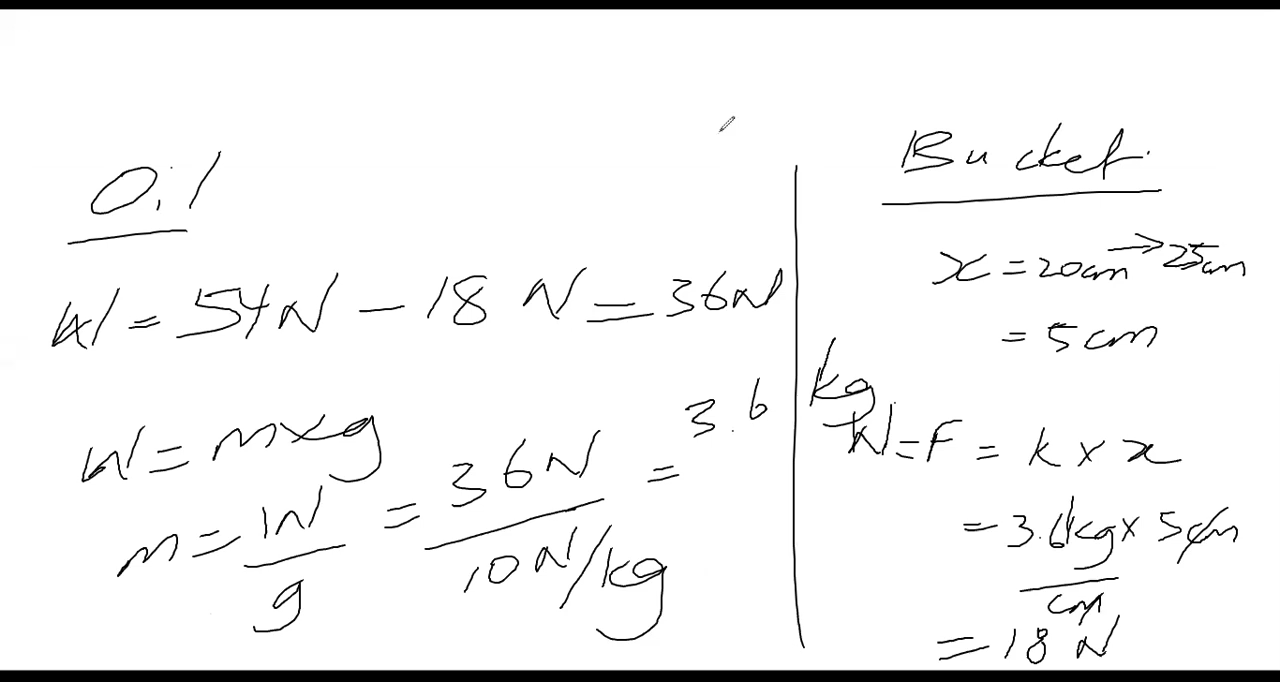 Oil
W = 54N - 18 N = 36N
W = m×g
m = W/g = 36N/10N/kg = 3.6 kg
Bucket
x = 20cm → 25cm
= 5cm
W = F = k × x
= 3.6kg/cm × 5cm
= 18 N